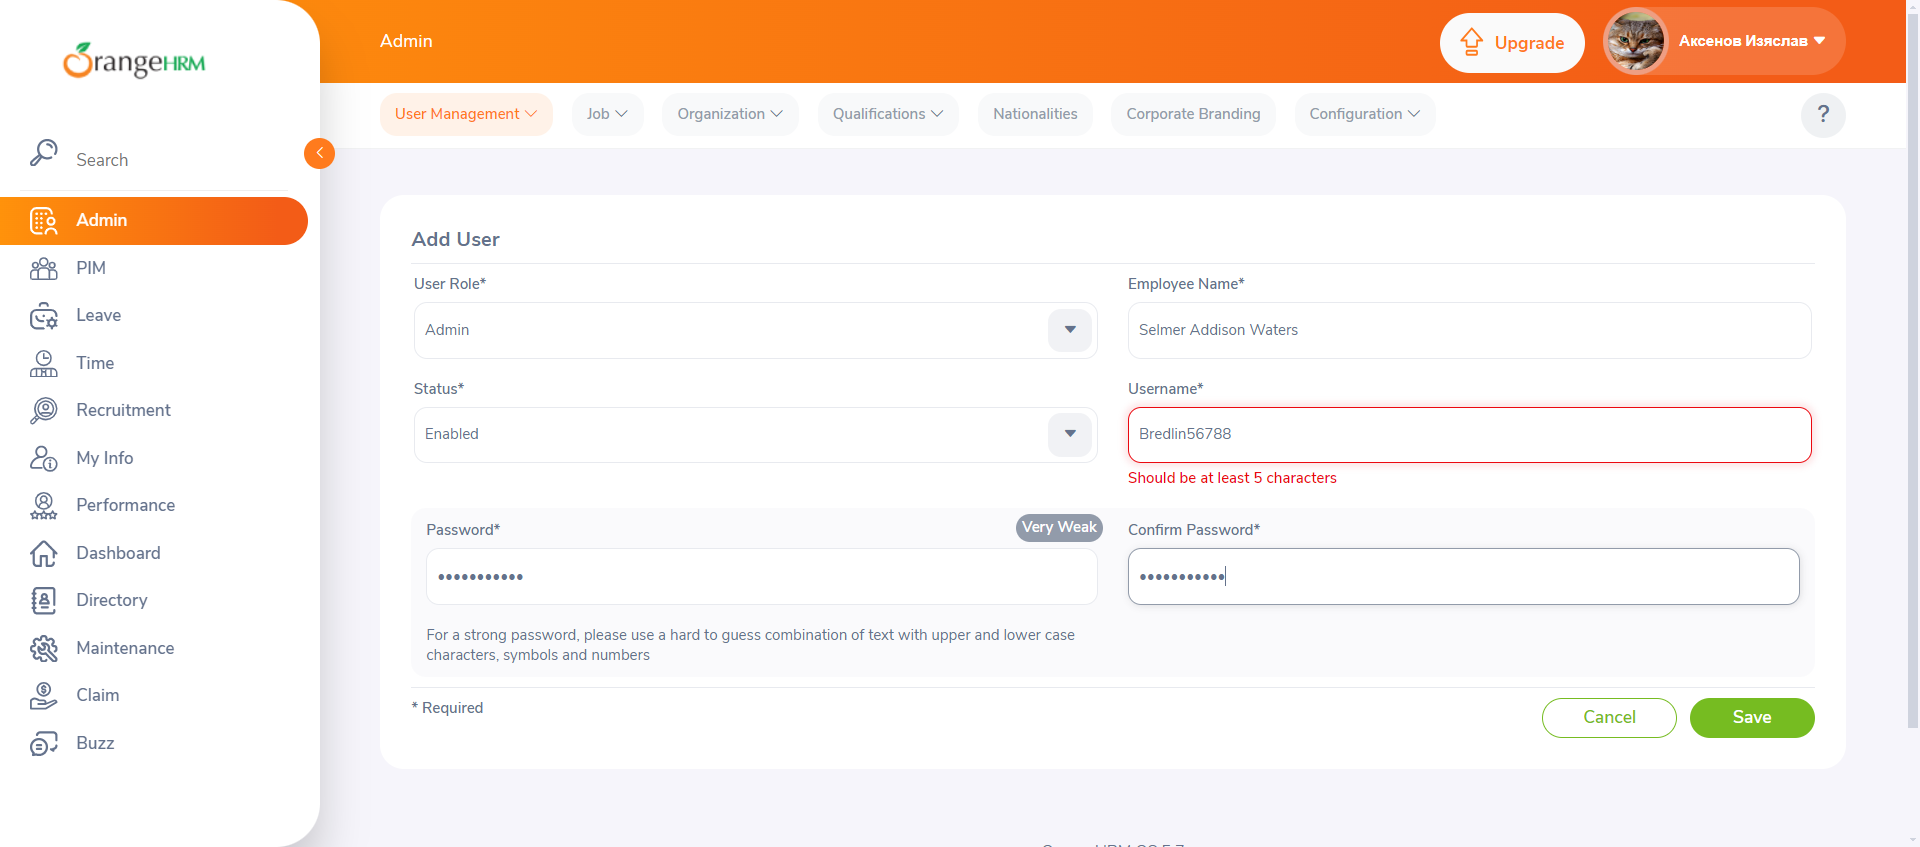 OrangeHRM
Admin
Upgrade
Аксенов Изяслав
User Management
Job
Organization
Qualifications
Nationalities
Corporate Branding
Configuration
?
Search
Admin
PIM
Leave
Time
Recruitment
My Info
Performance
Dashboard
Directory
Maintenance
Claim
Buzz
Add User
User Role*
Admin
Employee Name*
Selmer Addison Waters
Status*
Enabled
Username*
Bredlin56788
Should be at least 5 characters
Password*
Very Weak
•••••••••••
Confirm Password*
•••••••••••
For a strong password, please use a hard to guess combination of text with upper and lower case
characters, symbols and numbers
* Required
Cancel
Save